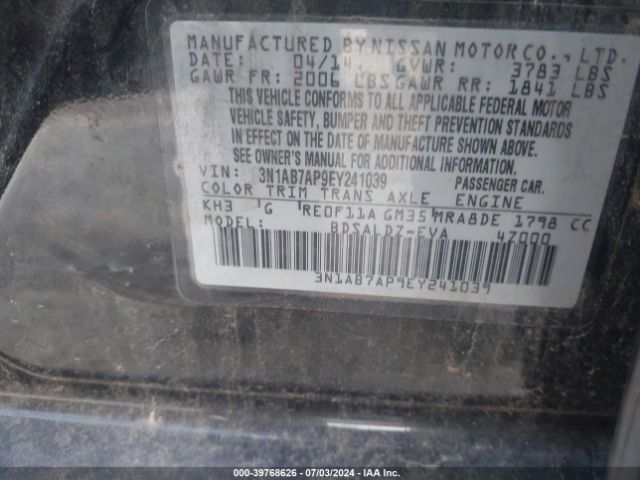 MANUFACTURED BY NISSAN MOTOR CO., LTD.
DATE: 04/14 GVWR: 3783 LBS
GAWR FR: 2006 LBS GAWR RR: 1841 LBS
THIS VEHICLE CONFORMS TO ALL APPLICABLE FEDERAL MOTOR
VEHICLE SAFETY, BUMPER AND THEFT PREVENTION STANDARDS
IN EFFECT ON THE DATE OF MANUFACTURE SHOWN ABOVE.
SEE OWNER'S MANUAL FOR ADDITIONAL INFORMATION.
VIN: 3N1AB7AP9EY241039 PASSENGER CAR.
COLOR TRIM TRANS AXLE ENGINE
KH3 G RE0F11A GM35 MRA8DE 1798 CC
MODEL: BDSALDZ-EVA 47000
3N1AB7AP9EY241039
000-39768626 / 07/03/2024 - IAA Inc.